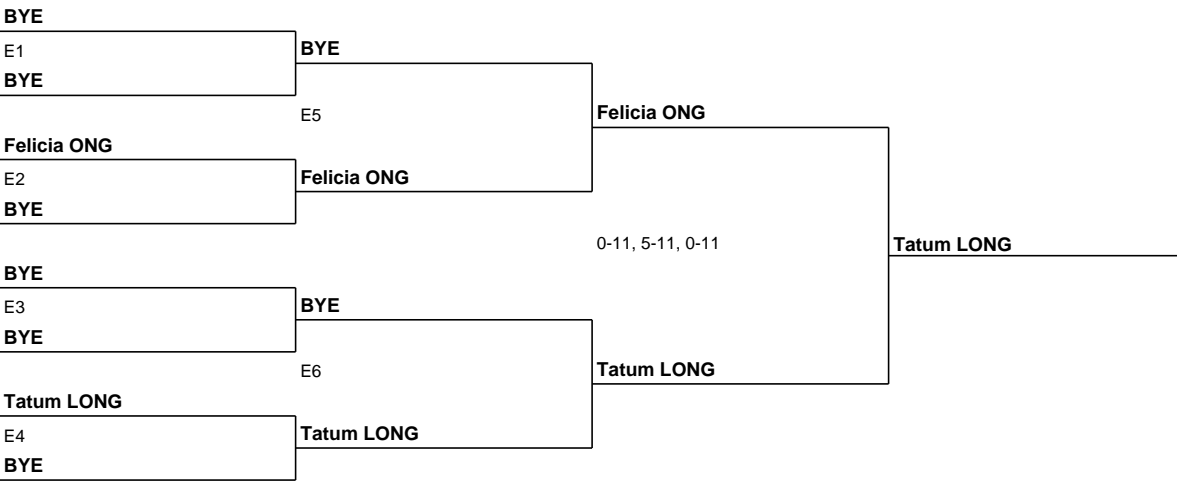 BYE
E1
BYE
BYE
E5
Felicia ONG
Felicia ONG
E2
Felicia ONG
BYE
0-11, 5-11, 0-11
Tatum LONG
BYE
E3
BYE
BYE
E6
Tatum LONG
Tatum LONG
E4
Tatum LONG
BYE